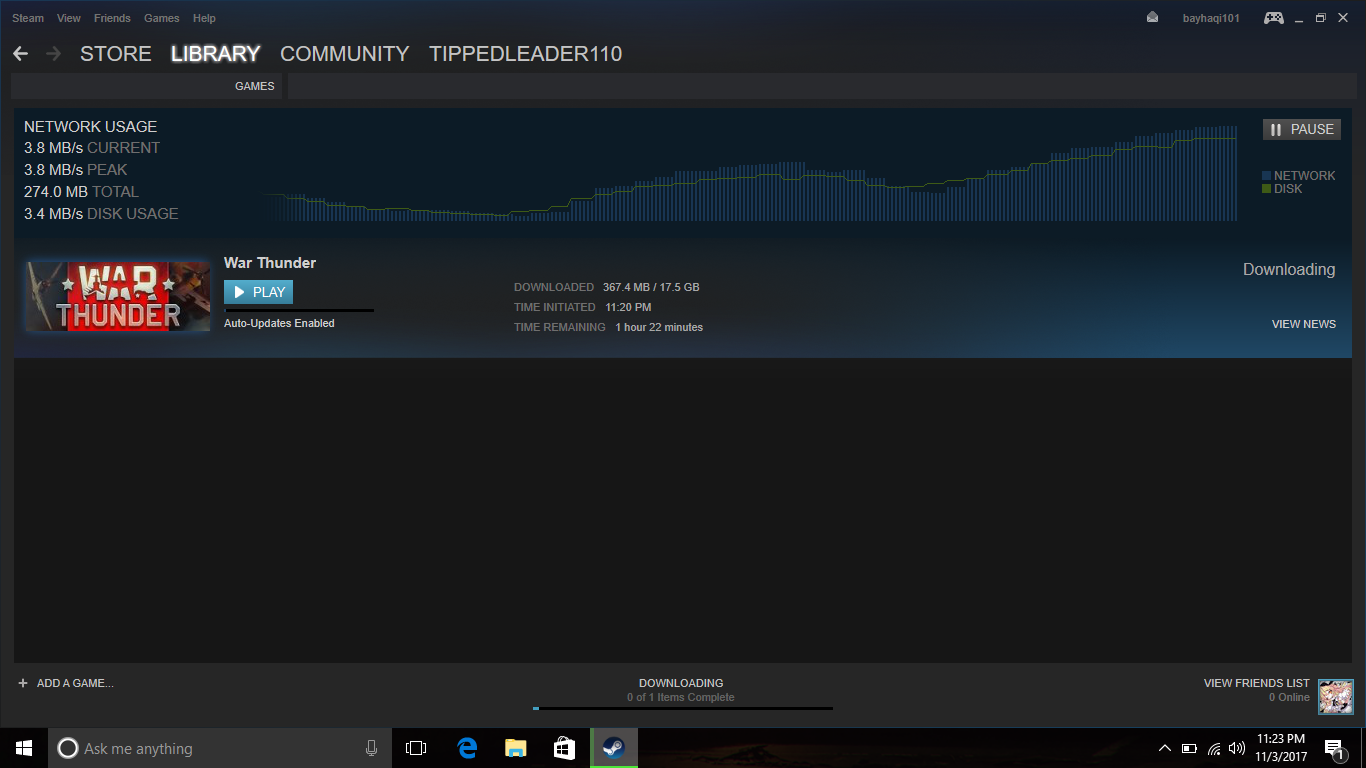 Steam View Friends Games Help bayhaqi101
STORE LIBRARY COMMUNITY TIPPEDLEADER110
GAMES
NETWORK USAGE
3.8 MB/s CURRENT
3.8 MB/s PEAK
274.0 MB TOTAL
3.4 MB/s DISK USAGE
PAUSE
NETWORK
DISK
WAR
THUNDER
War Thunder
PLAY
Auto-Updates Enabled
DOWNLOADED 367.4 MB / 17.5 GB
TIME INITIATED 11:20 PM
TIME REMAINING 1 hour 22 minutes
Downloading
VIEW NEWS
+ ADD A GAME...
DOWNLOADING
0 of 1 Items Complete
VIEW FRIENDS LIST
0 Online
Ask me anything
11:23 PM
11/3/2017
1